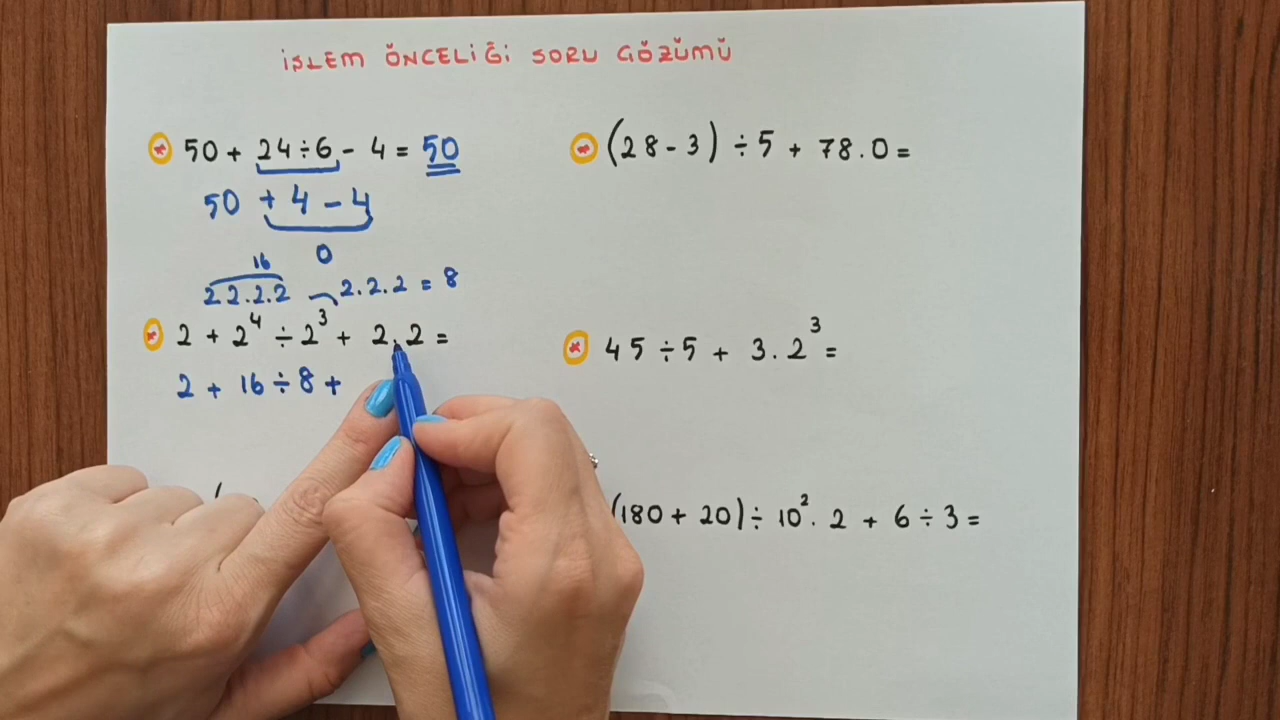 İŞLEM ÖNCELİĞİ SORU ÇÖZÜMÜ
50 + 24 ÷ 6 - 4 = 50
50 + 4 - 4
0
16
2 2.2.2 2.2.2 = 8
2 + 2⁴ ÷ 2³ + 2.2 =
2 + 16 ÷ 8 +
(28 - 3) ÷ 5 + 78.0 =
45 ÷ 5 + 3.2³ =
(180 + 20) ÷ 10². 2 + 6 ÷ 3 =